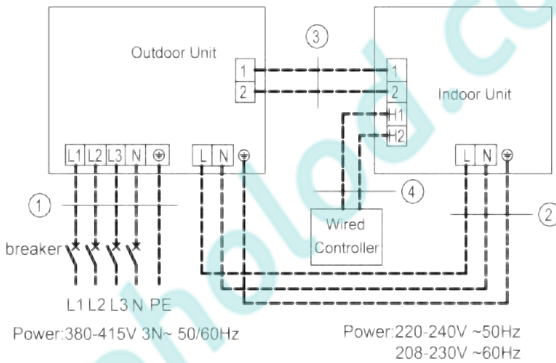 Outdoor Unit
③
1
2
1
2
H1
H2
Indoor Unit
L1 L2 L3 N
L N
L N
①
④
②
breaker
Wired
Controller
L1 L2 L3 N PE
Power:380-415V 3N~ 50/60Hz
Power:220-240V ~50Hz
208-230V ~60Hz